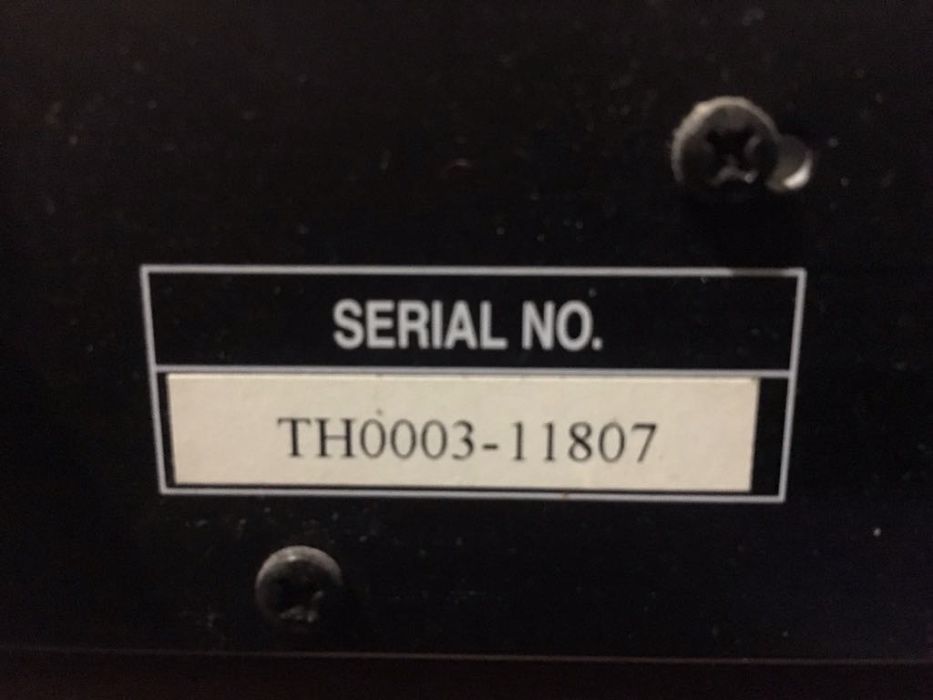 SERIAL NO.
TH0003-11807